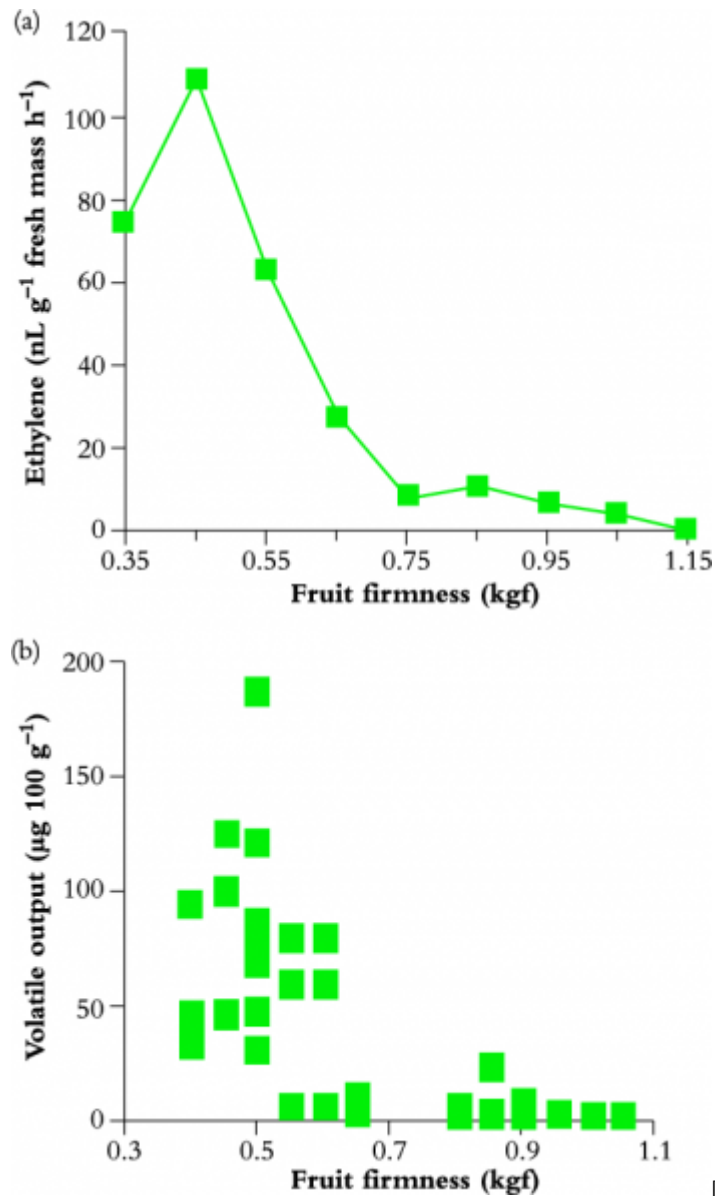 (a)
120
100
80
60
40
20
0
Ethylene (nL g⁻¹ fresh mass h⁻¹)
0.35 0.55 0.75 0.95 1.15
Fruit firmness (kgf)
(b)
200
150
100
50
0
Volatile output (µg 100 g⁻¹)
0.3 0.5 0.7 0.9 1.1
Fruit firmness (kgf)